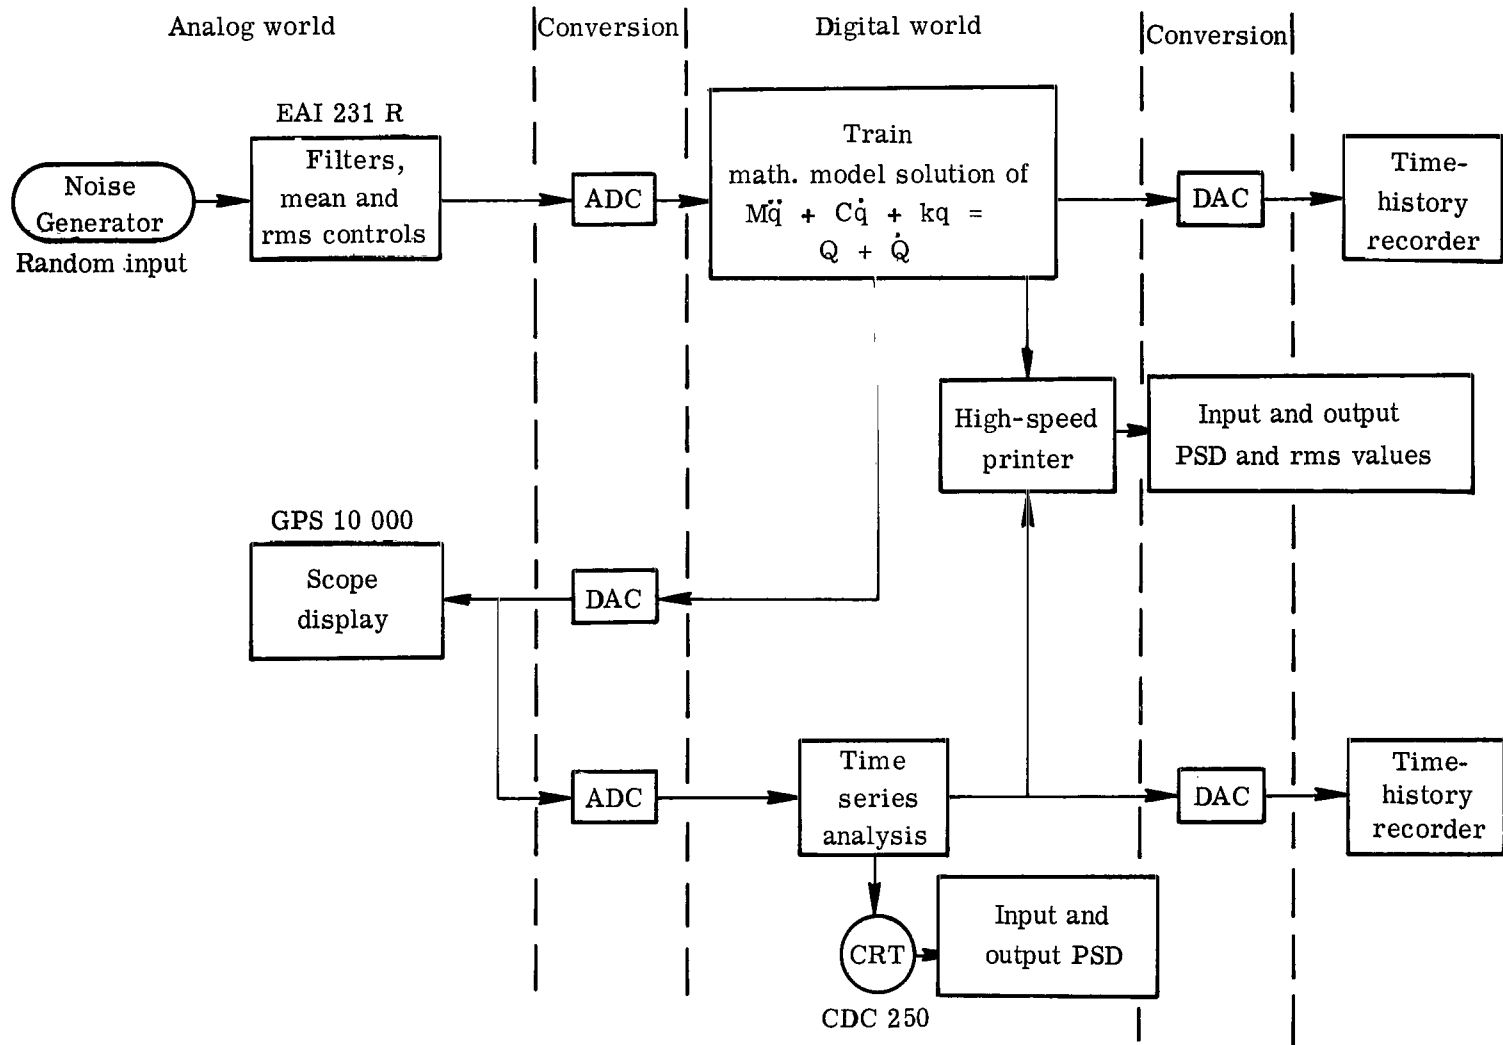 Analog world
Conversion
Digital world
Conversion
EAI 231 R
Noise
Generator
Random input
Filters,
mean and
rms controls
ADC
Train
math. model solution of
Mq̈ + Cq̇ + kq =
Q + Q̇
DAC
Time-
history
recorder
High-speed
printer
Input and output
PSD and rms values
GPS 10 000
Scope
display
DAC
ADC
Time
series
analysis
DAC
Time-
history
recorder
CRT
CDC 250
Input and
output PSD